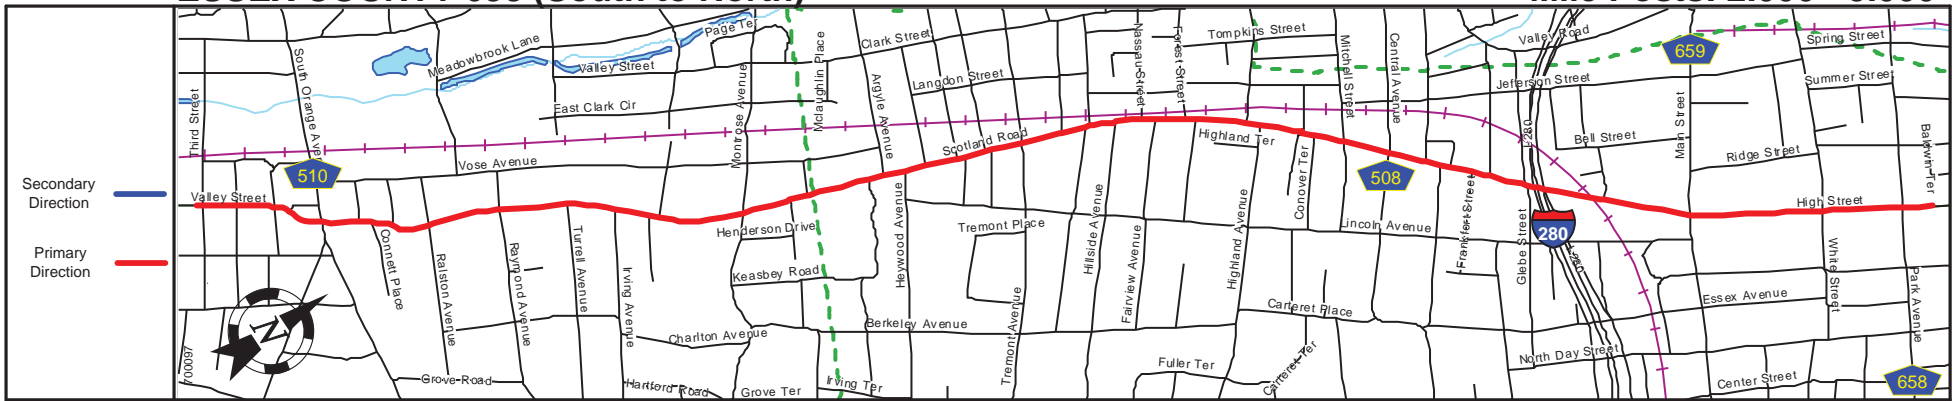 Secondary
Direction
Primary
Direction
Third Street
South Orange Aven
Meadowbrook Lane
Page Ter
Valley Street
East Clark Cir
Montrose Avenue
Mclaughlin Place
Clark Street
Argyle Avenue
Langdon Street
Nassau Street
Forest Street
Tompkins Street
Mitchell Street
Central Avenue
Valley Road
Jefferson Street
659
Spring Street
Summer Street
Main Street
Bell Street
Ridge Street
Baldwin Ter
I-280
Vose Avenue
Scotland Road
Highland Ter
Conover Ter
510
508
Valley Street
High Street
Connett Place
Ralston Avenue
Raymond Avenue
Turrell Avenue
Irving Avenue
Henderson Drive
Keasbey Road
Heywood Avenue
Tremont Place
Hillside Avenue
Fairview Avenue
Highland Avenue
Lincoln Avenue
Frankfort Street
Glebe Street
280
I-280
White Street
Park Avenue
Essex Avenue
Carteret Place
Berkeley Avenue
Charlton Avenue
Tremont Avenue
North Day Street
Fuller Ter
Carteret Ter
Center Street
658
700097
N
Grove Road
Hartford Road
Grove Ter
Irving Ter